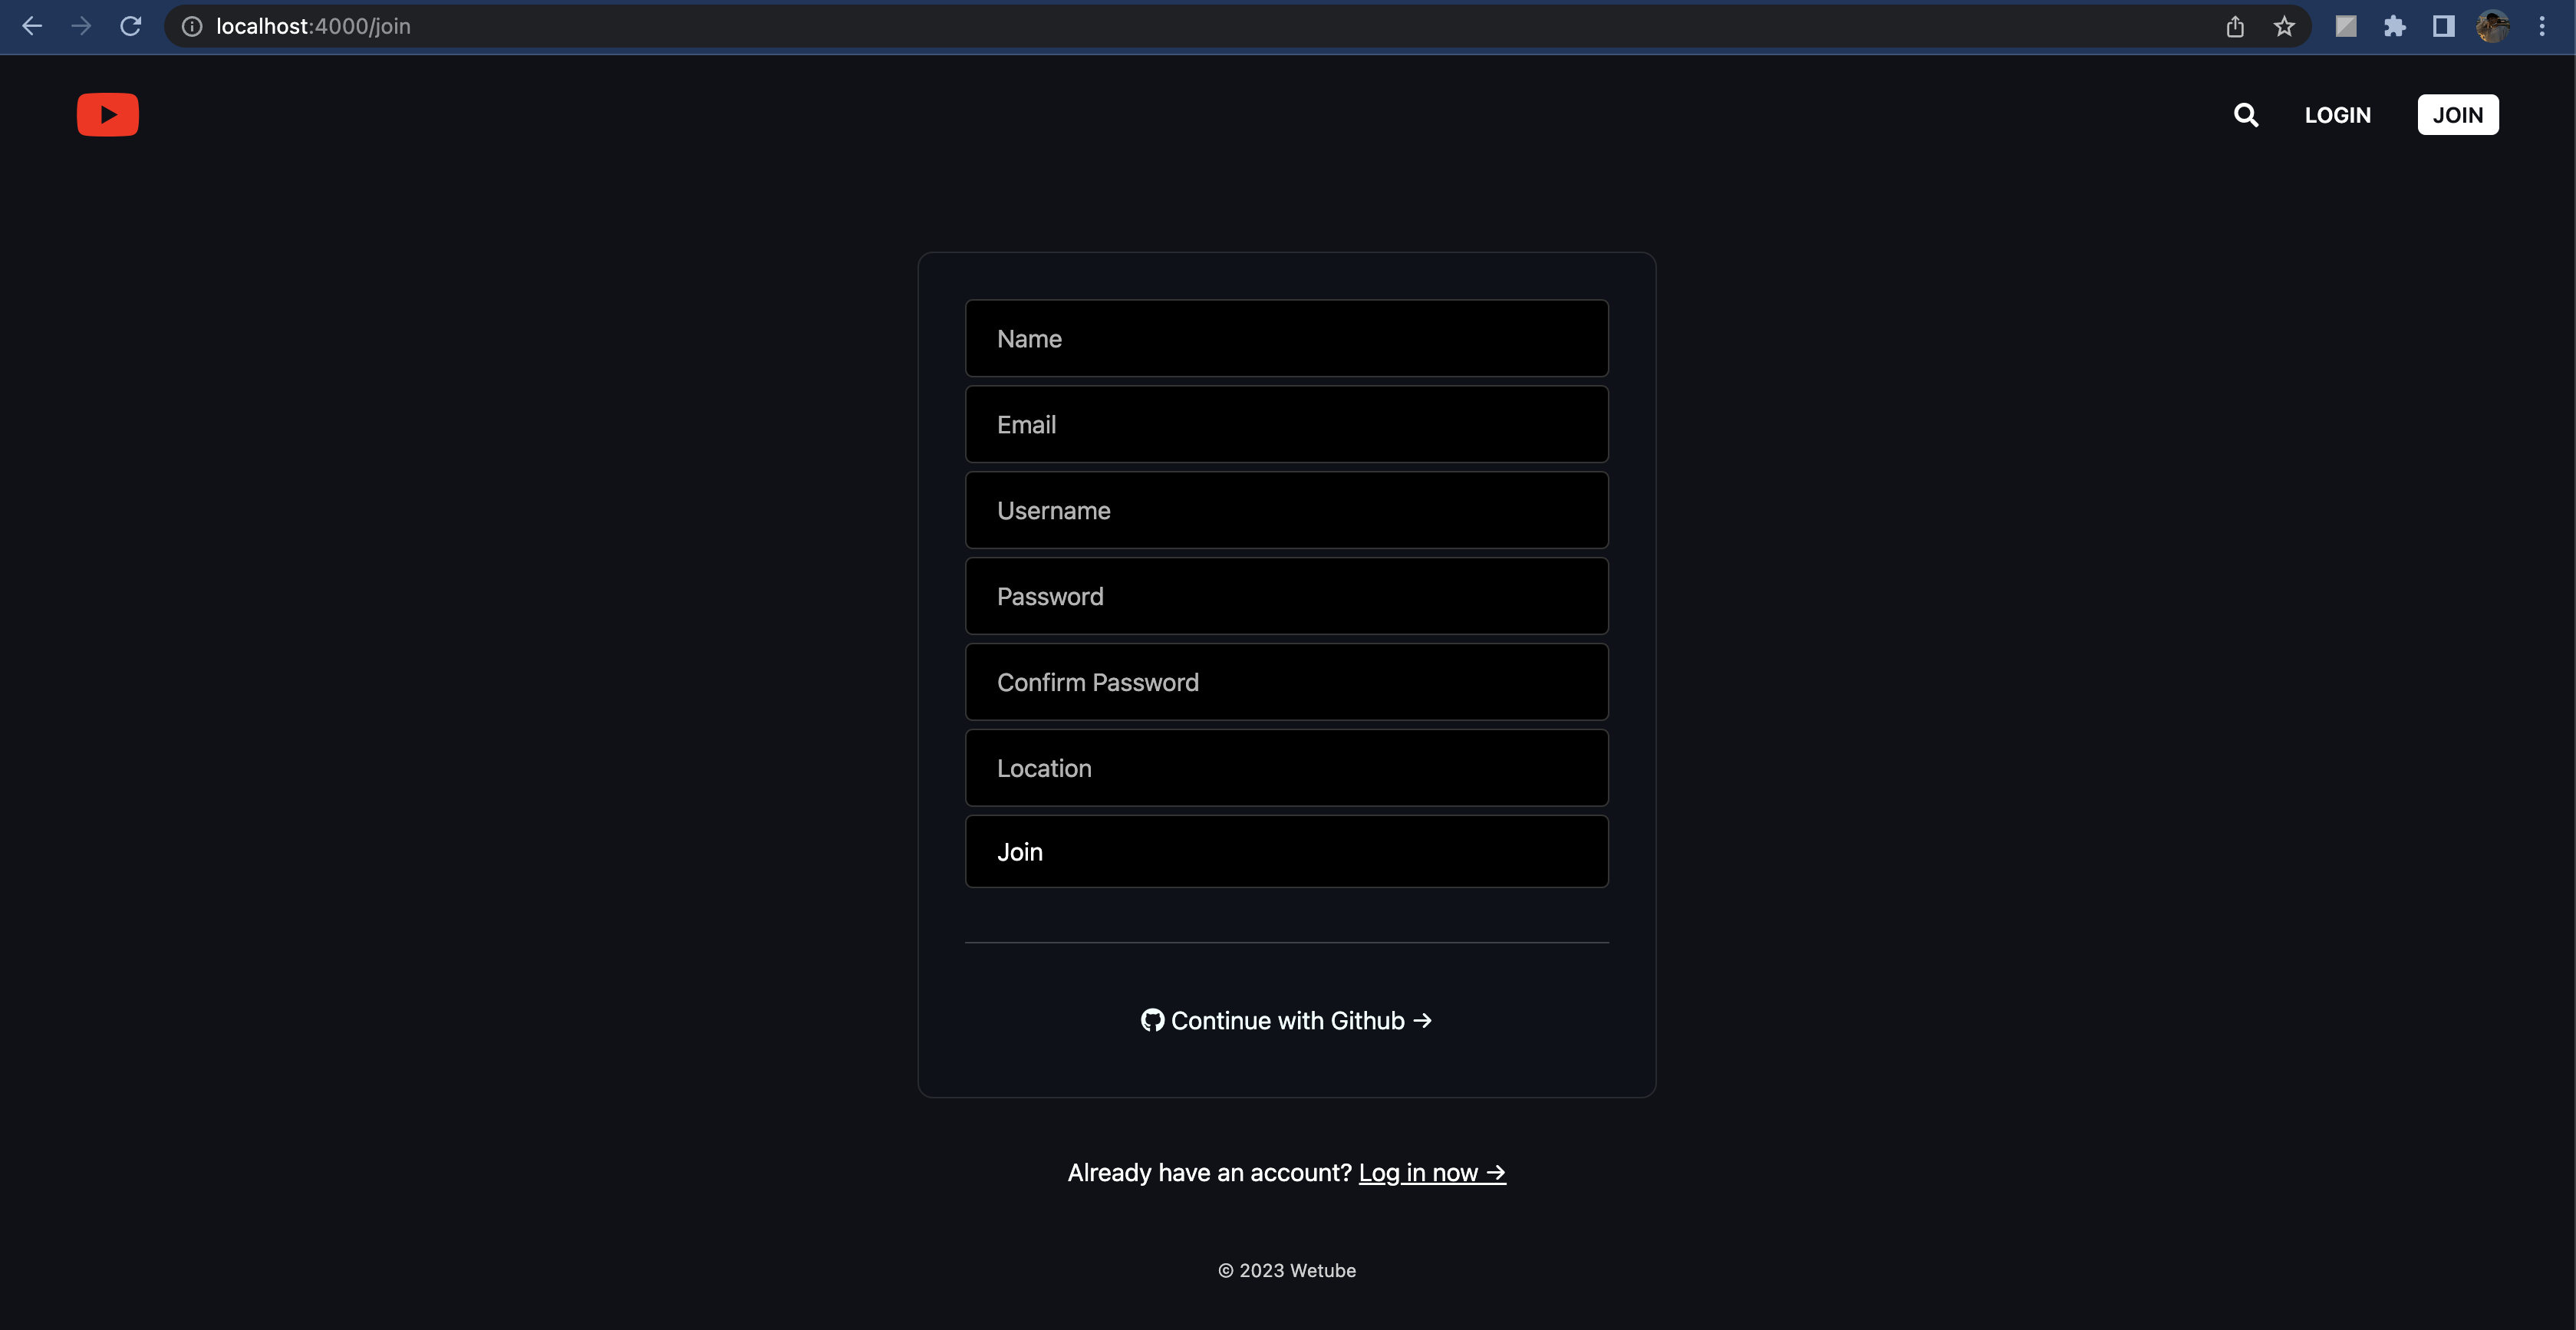 localhost:4000/join
LOGIN
JOIN
Name
Email
Username
Password
Confirm Password
Location
Join
Continue with Github →
Already have an account? Log in now →
© 2023 Wetube